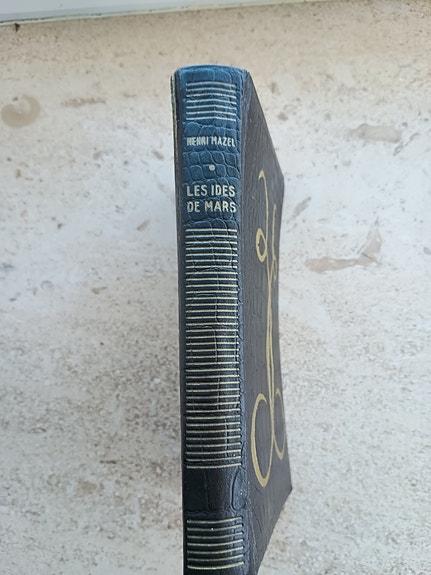 HENRI MAZEL
LES IDES
DE MARS